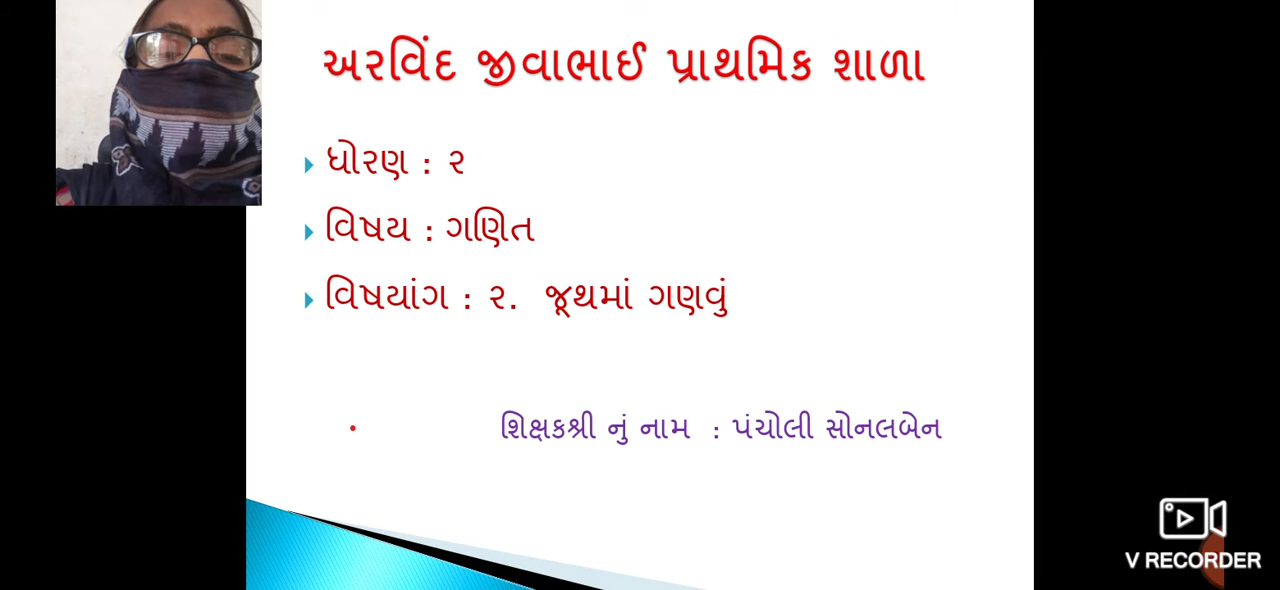 અરવિંદ જીવાભાઈ પ્રાથમિક શાળા
ધોરણ : ૨
વિષય : ગણિત
વિષયાંગ : ૨. જૂથમાં ગણવું
શિક્ષકશ્રી નું નામ : પંચોલી સોનલબેન
V RECORDER